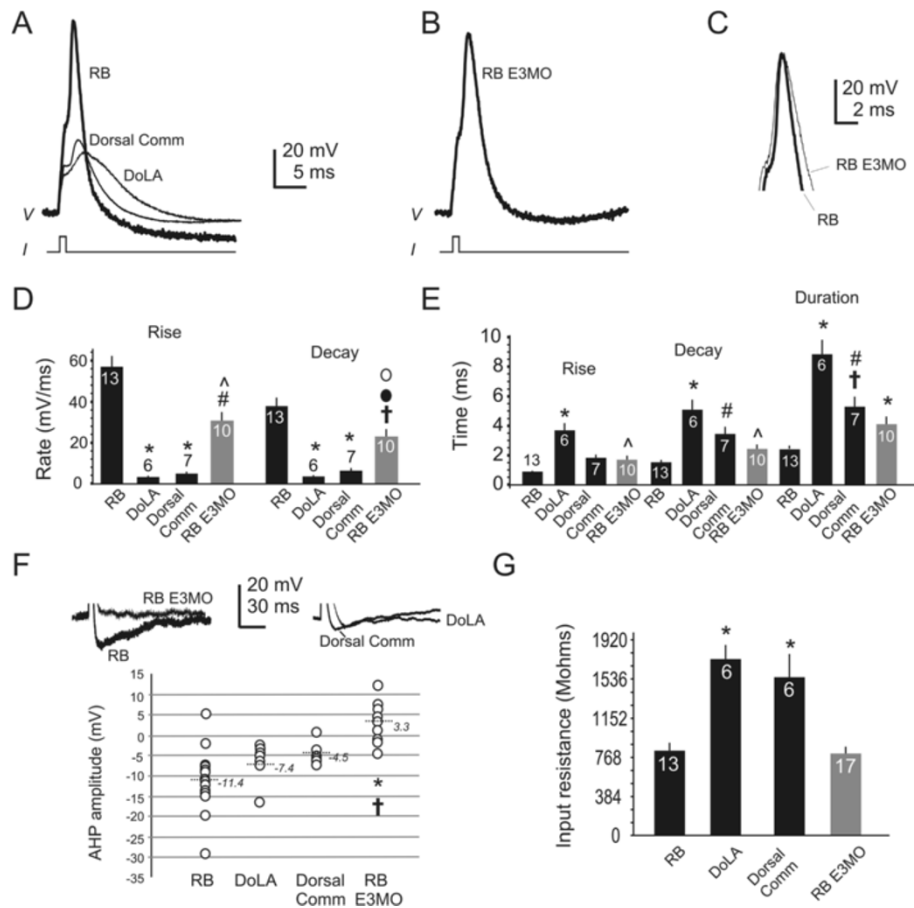 A
RB
Dorsal Comm
DoLA
20 mV
5 ms
V
I
B
RB E3MO
V
I
C
20 mV
2 ms
RB E3MO
RB
D
Rise
Decay
Rate (mV/ms)
60
40
20
0
13
*
6
*
7
^
#
10
13
*
6
*
7
○
●
†
10
RB
DoLA
Dorsal
Comm
RB E3MO
RB
DoLA
Dorsal
Comm
RB E3MO
E
Duration
Rise
Decay
Time (ms)
10
8
6
4
2
0
13
*
6
7
^
10
13
*
6
#
7
^
10
13
*
6
#
†
7
*
10
RB
DoLA
Dorsal
Comm
RB E3MO
RB
DoLA
Dorsal
Comm
RB E3MO
RB
DoLA
Dorsal
Comm
RB E3MO
F
RB E3MO
RB
20 mV
30 ms
Dorsal Comm
DoLA
AHP amplitude (mV)
15
10
5
0
-5
-10
-15
-20
-25
-30
-35
-11.4
-7.4
-4.5
3.3
*
†
RB
DoLA
Dorsal
Comm
RB
E3MO
G
Input resistance (Mohms)
1920
1536
1152
768
384
0
13
*
6
*
6
17
RB
DoLA
Dorsal
Comm
RB E3MO